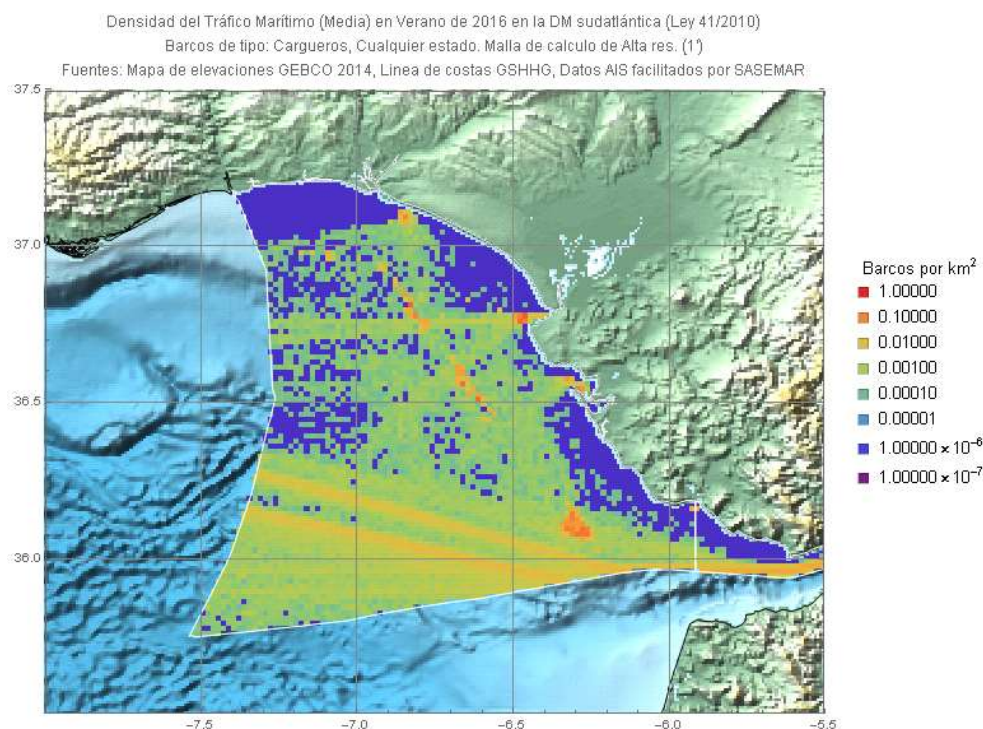 Densidad del Tráfico Marítimo (Media) en Verano de 2016 en la DM sudatlántica (Ley 41/2010)
Barcos de tipo: Cargueros, Cualquier estado. Malla de calculo de Alta res. (1')
Fuentes: Mapa de elevaciones GEBCO 2014, Linea de costas GSHHG, Datos AIS facilitados por SASEMAR
37.5
37.0
36.5
36.0
-7.5
-7.0
-6.5
-6.0
-5.5
Barcos por km²
1.00000
0.10000
0.01000
0.00100
0.00010
0.00001
1.00000 × 10⁻⁶
1.00000 × 10⁻⁷